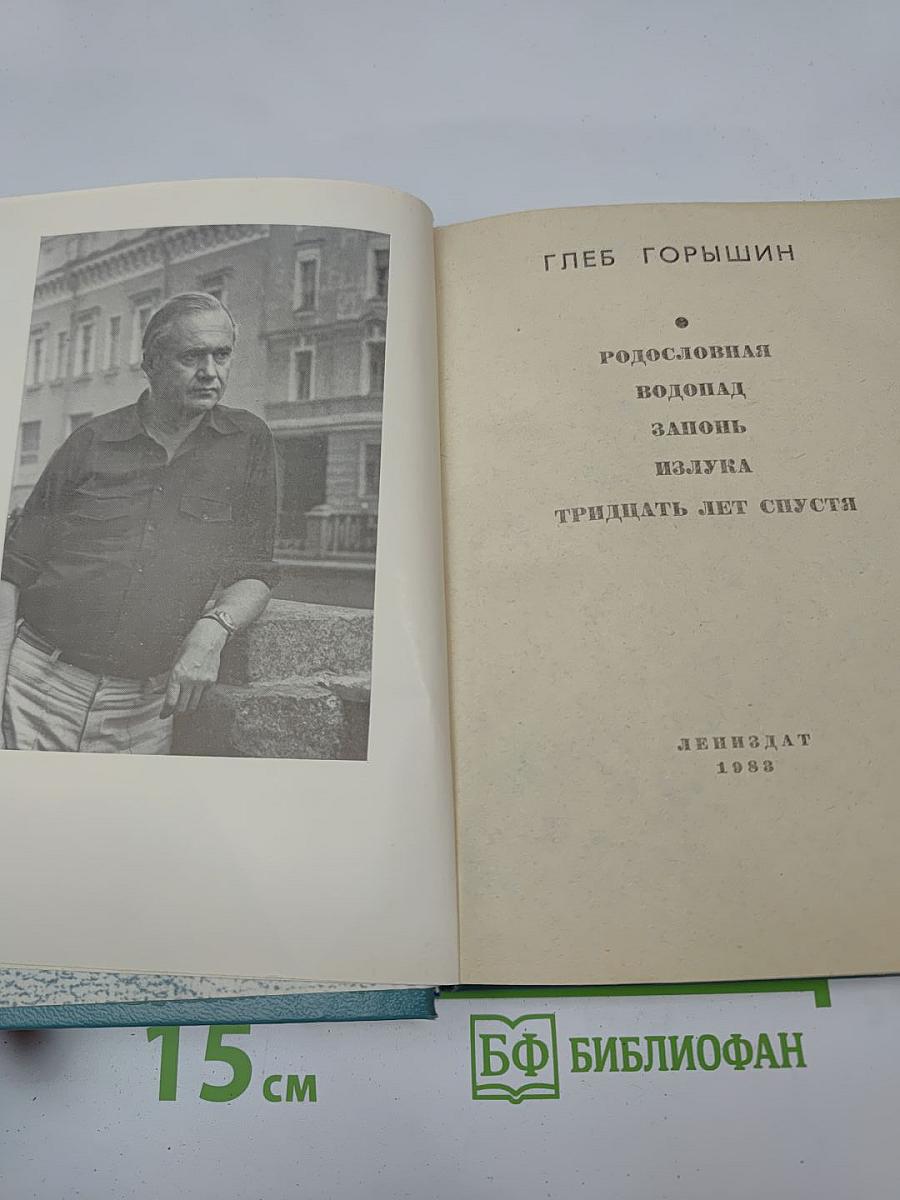 ГЛЕБ ГОРЫШИН
РОДОСЛОВНАЯ
ВОДОПАД
ЗАПОНЬ
ИЗЛУКА
ТРИДЦАТЬ ЛЕТ СПУСТЯ
ЛЕНИЗДАТ
1983
15 СМ
БФ БИБЛИОФАН